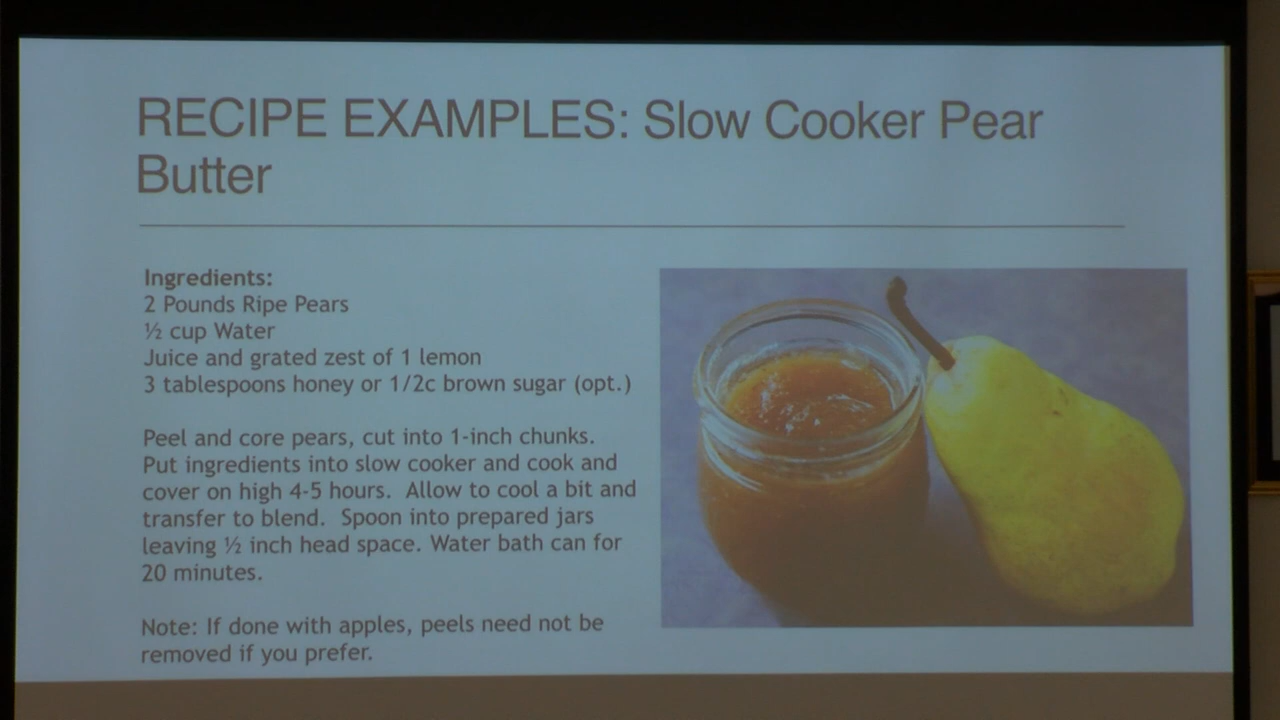 RECIPE EXAMPLES: Slow Cooker Pear
Butter
Ingredients:
2 Pounds Ripe Pears
½ cup Water
Juice and grated zest of 1 lemon
3 tablespoons honey or 1/2c brown sugar (opt.)
Peel and core pears, cut into 1-inch chunks.
Put ingredients into slow cooker and cook and
cover on high 4-5 hours.  Allow to cool a bit and
transfer to blend.  Spoon into prepared jars
leaving ½ inch head space. Water bath can for
20 minutes.
Note: If done with apples, peels need not be
removed if you prefer.